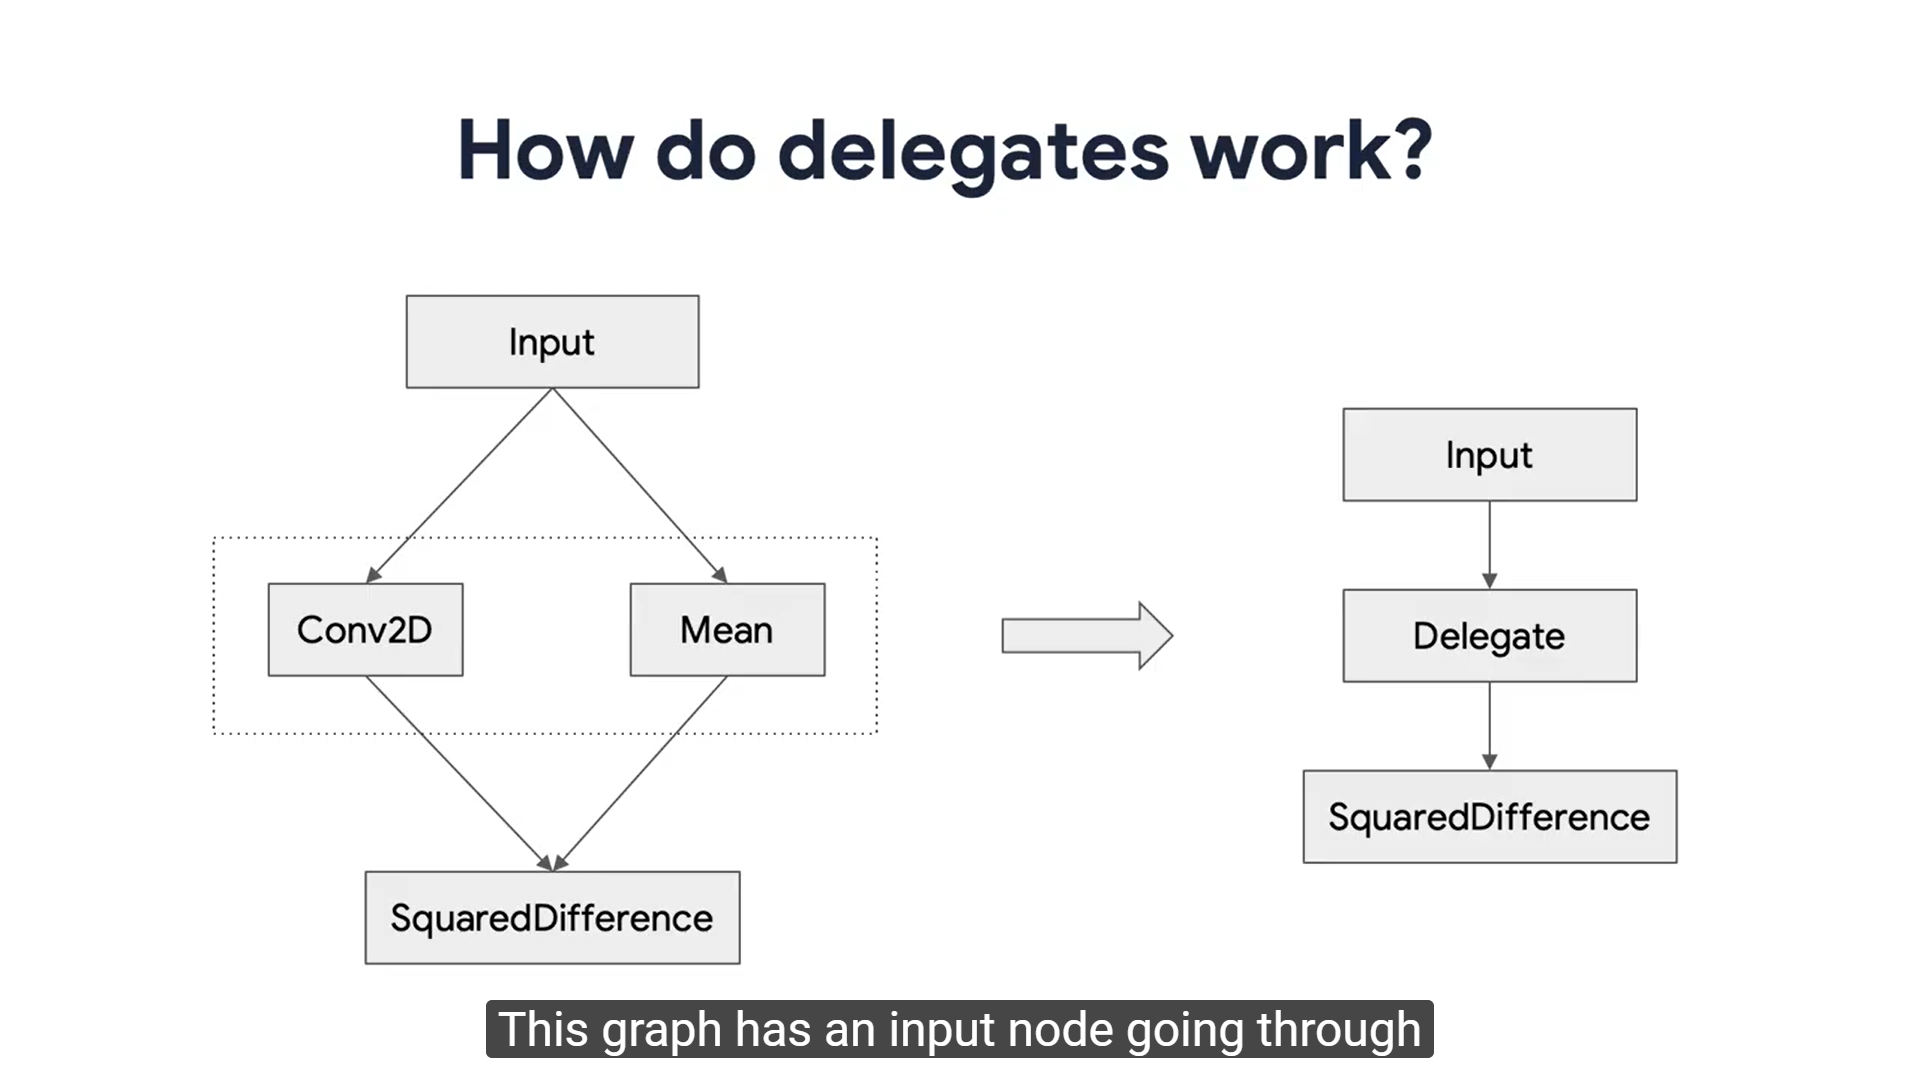 How do delegates work?
Input
Conv2D
Mean
SquaredDifference
Input
Delegate
SquaredDifference
This graph has an input node going through